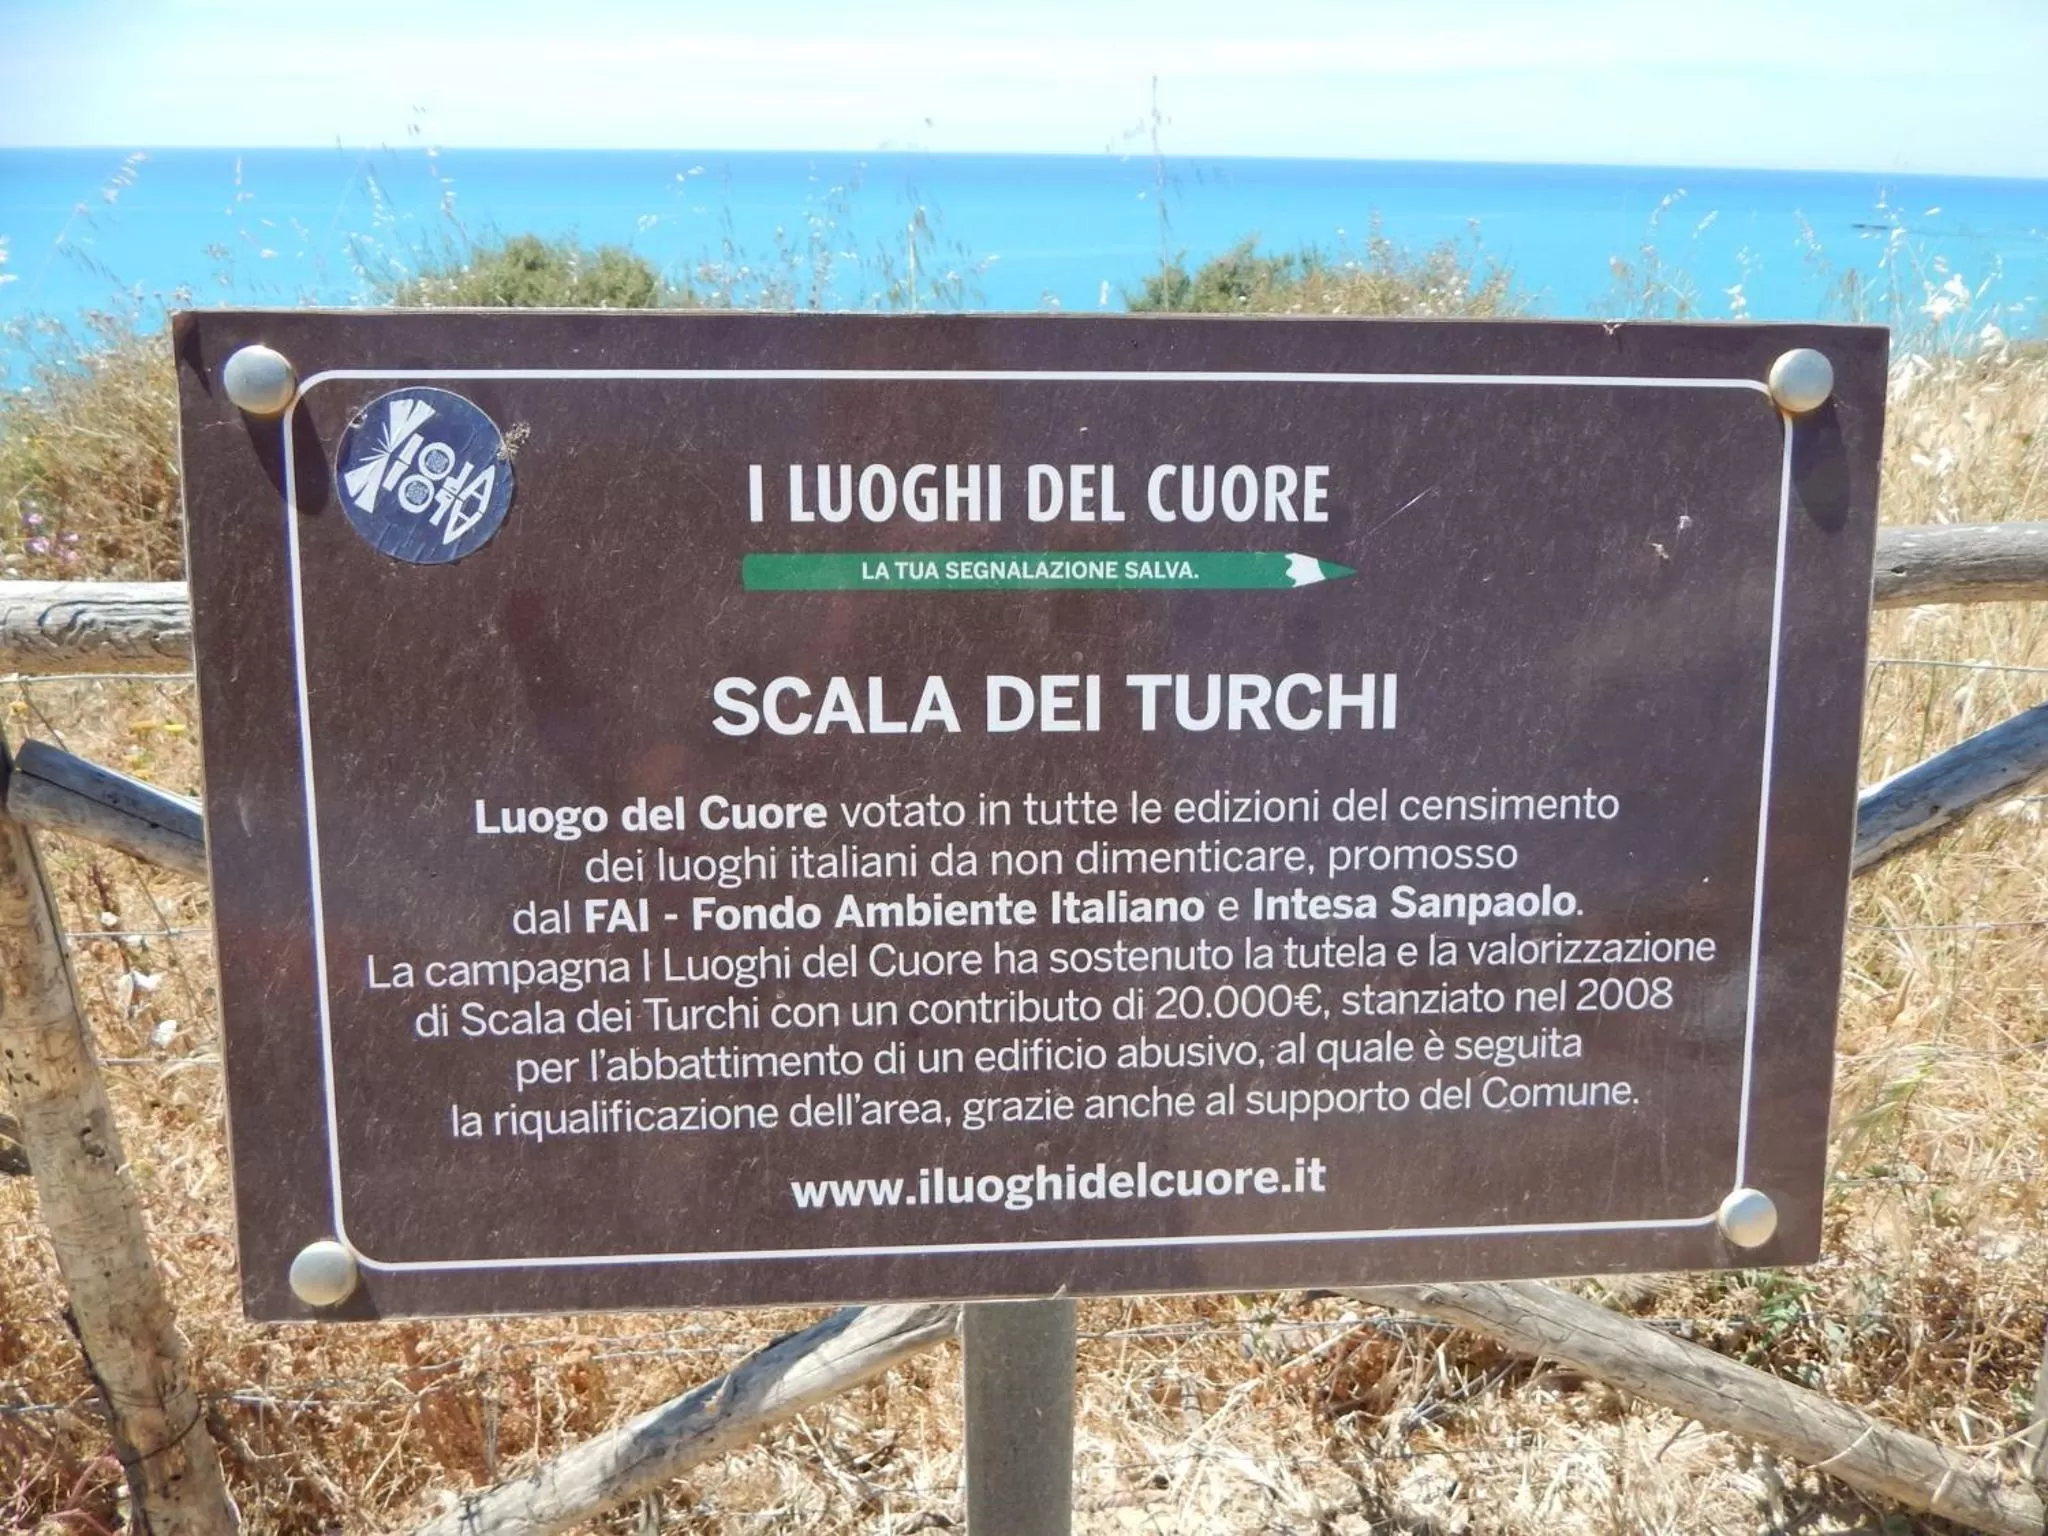 I LUOGHI DEL CUORE
LA TUA SEGNALAZIONE SALVA.
SCALA DEI TURCHI
Luogo del Cuore votato in tutte le edizioni del censimento
dei luoghi italiani da non dimenticare, promosso
dal FAI - Fondo Ambiente Italiano e Intesa Sanpaolo.
La campagna I Luoghi del Cuore ha sostenuto la tutela e la valorizzazione
di Scala dei Turchi con un contributo di 20.000€, stanziato nel 2008
per l'abbattimento di un edificio abusivo, al quale è seguita
la riqualificazione dell'area, grazie anche al supporto del Comune.
www.iluoghidelcuore.it